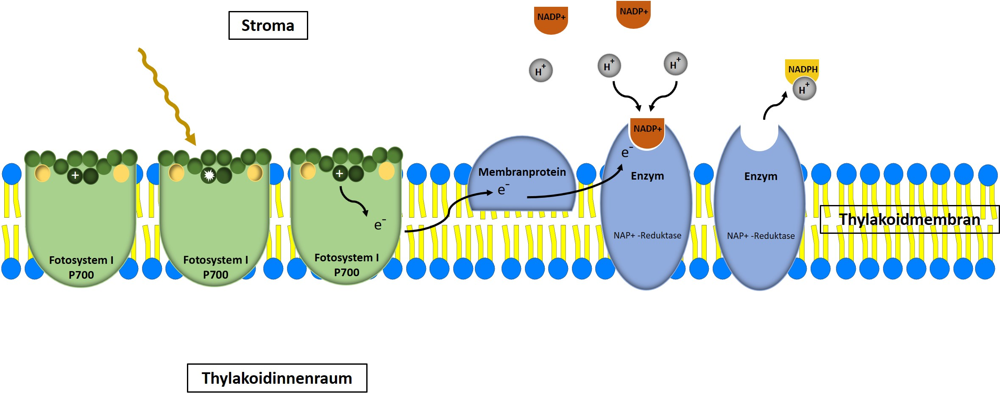 Stroma
NADP+
NADP+
H+
H+
H+
NADPH
H+
NADP+
e-
+
+
Membranprotein
e-
Enzym
Enzym
e-
Thylakoidmembran
NAP+ -Reduktase
NAP+ -Reduktase
Fotosystem I
P700
Fotosystem I
P700
Fotosystem I
P700
Thylakoidinnenraum